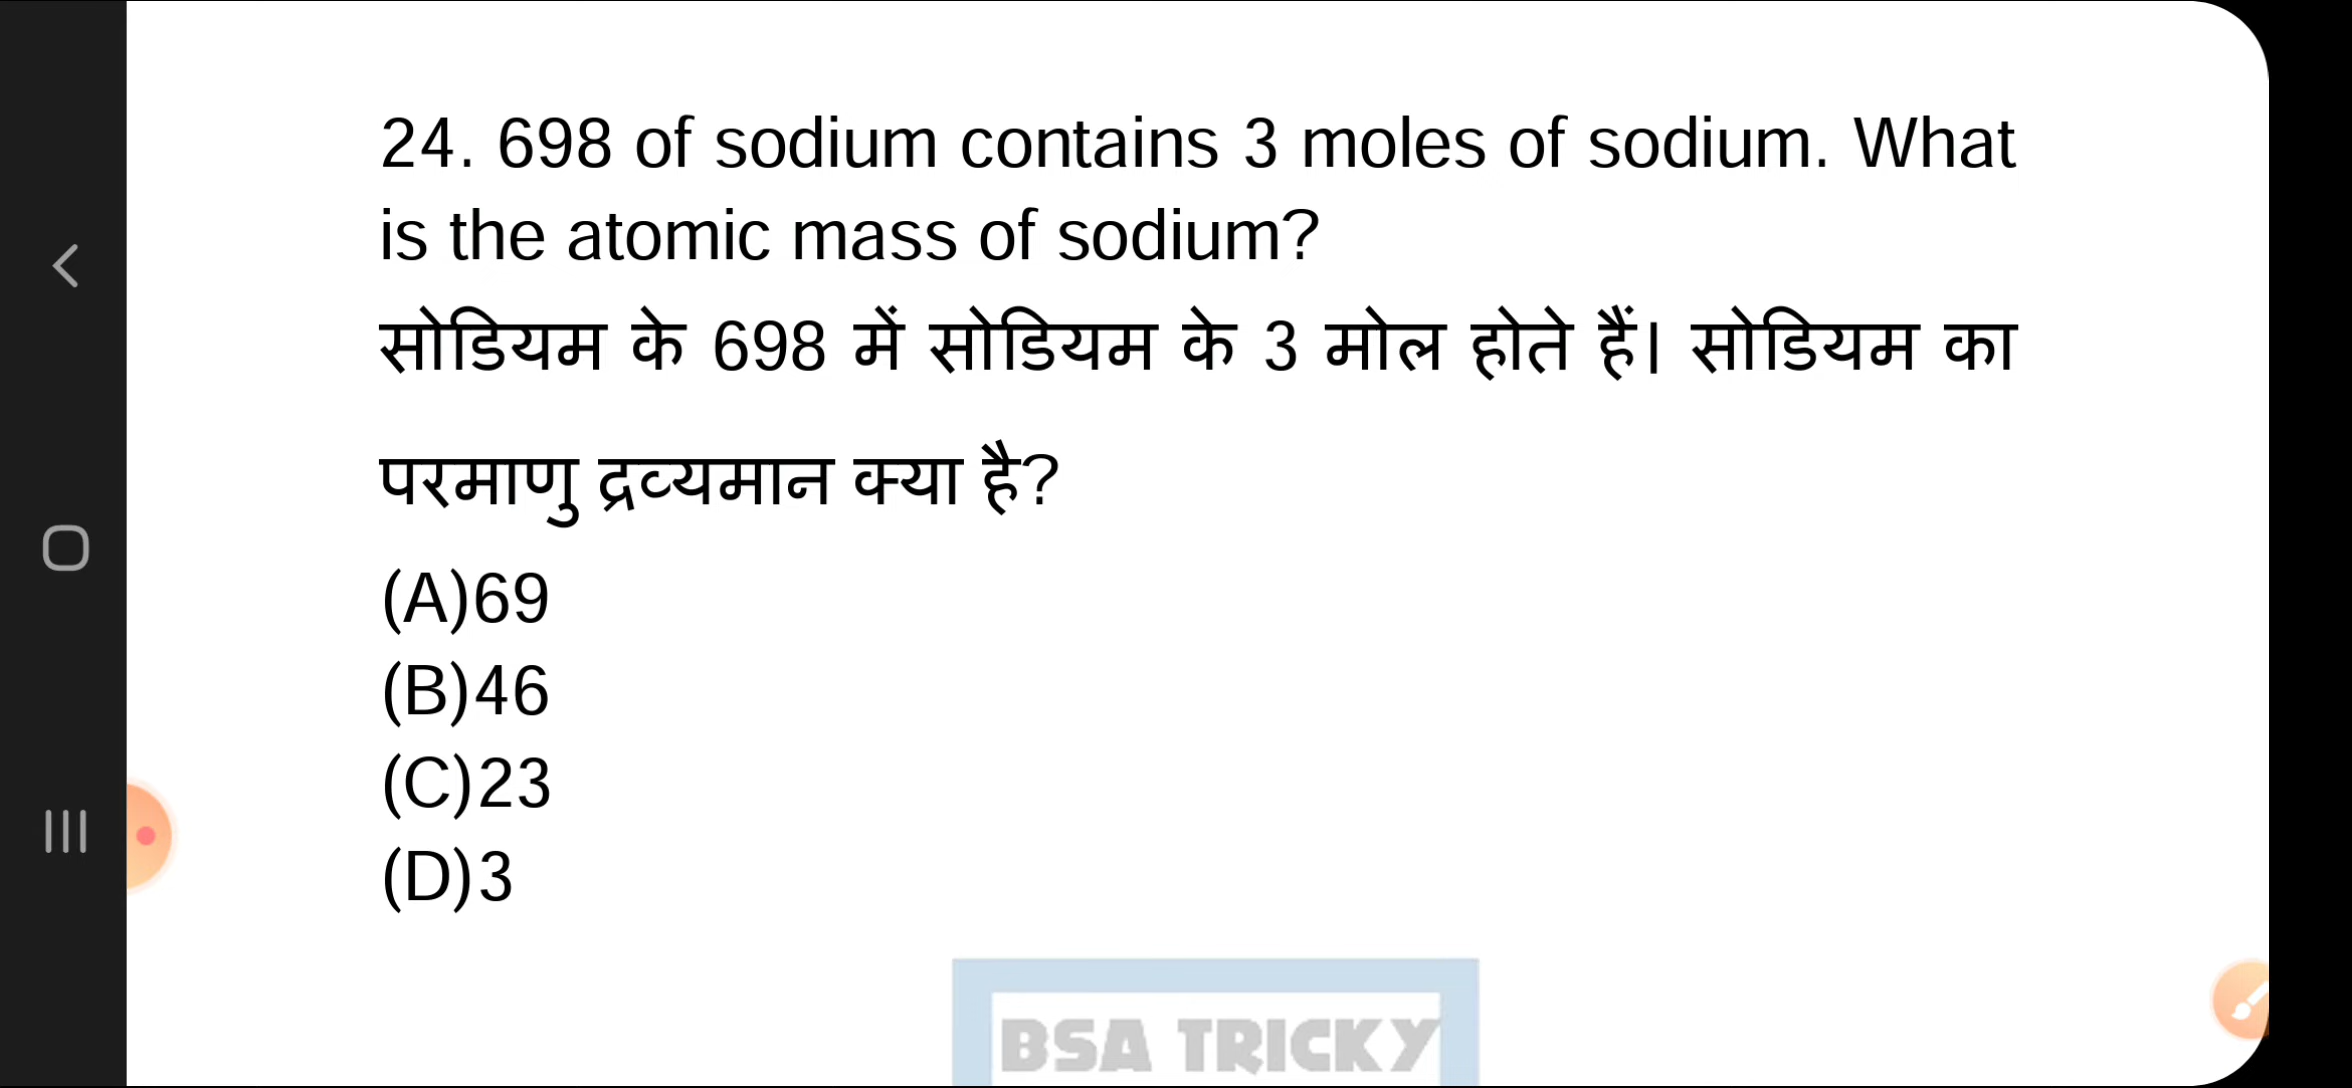 24. 698 of sodium contains 3 moles of sodium. What
is the atomic mass of sodium?
सोडियम के 698 में सोडियम के 3 मोल होते हैं। सोडियम का
परमाणु द्रव्यमान क्या है?
(A)69
(B)46
(C)23
(D)3
BSA TRICKY